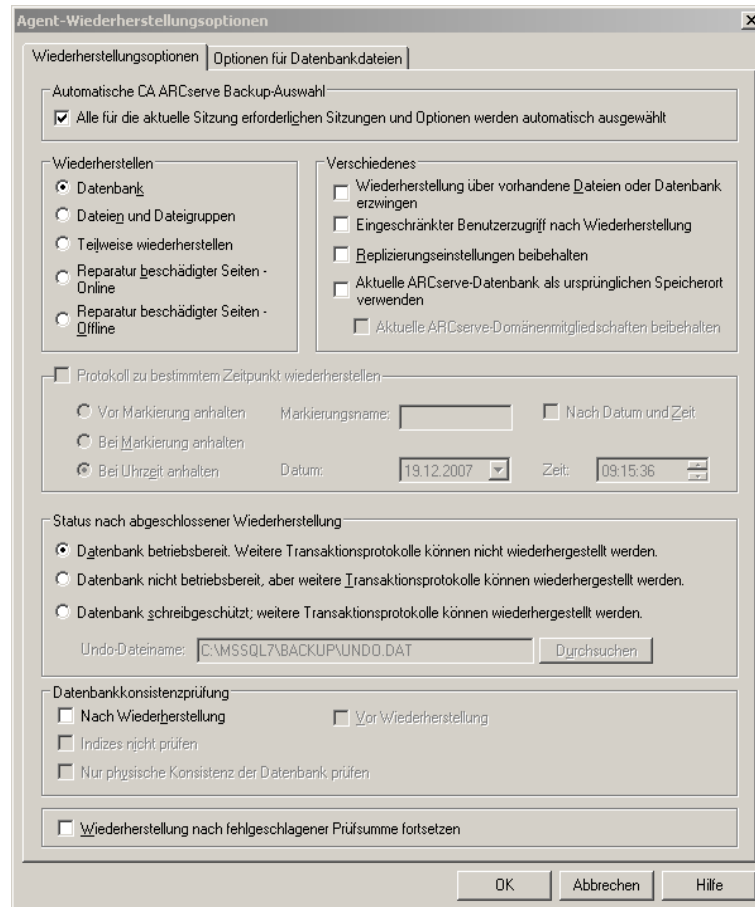 Agent-Wiederherstellungsoptionen
Wiederherstellungsoptionen
Optionen für Datenbankdateien
Automatische CA ARCserve Backup-Auswahl
Alle für die aktuelle Sitzung erforderlichen Sitzungen und Optionen werden automatisch ausgewählt
Wiederherstellen
Datenbank
Dateien und Dateigruppen
Teilweise wiederherstellen
Reparatur beschädigter Seiten -
Online
Reparatur beschädigter Seiten -
Offline
Verschiedenes
Wiederherstellung über vorhandene Dateien oder Datenbank
erzwingen
Eingeschränkter Benutzerzugriff nach Wiederherstellung
Replizierungseinstellungen beibehalten
Aktuelle ARCserve-Datenbank als ursprünglichen Speicherort
verwenden
Aktuelle ARCserve-Domänenmitgliedschaften beibehalten
Protokoll zu bestimmtem Zeitpunkt wiederherstellen
Vor Markierung anhalten Markierungsname: Nach Datum und Zeit
Bei Markierung anhalten
Bei Uhrzeit anhalten Datum: 19.12.2007 Zeit: 09:15:36
Status nach abgeschlossener Wiederherstellung
Datenbank betriebsbereit. Weitere Transaktionsprotokolle können nicht wiederhergestellt werden.
Datenbank nicht betriebsbereit, aber weitere Transaktionsprotokolle können wiederhergestellt werden.
Datenbank schreibgeschützt; weitere Transaktionsprotokolle können wiederhergestellt werden.
Undo-Dateiname: C:\MSSQL7\BACKUP\UNDO.DAT Durchsuchen
Datenbankkonsistenzprüfung
Nach Wiederherstellung Vor Wiederherstellung
Indizes nicht prüfen
Nur physische Konsistenz der Datenbank prüfen
Wiederherstellung nach fehlgeschlagener Prüfsumme fortsetzen
OK Abbrechen Hilfe